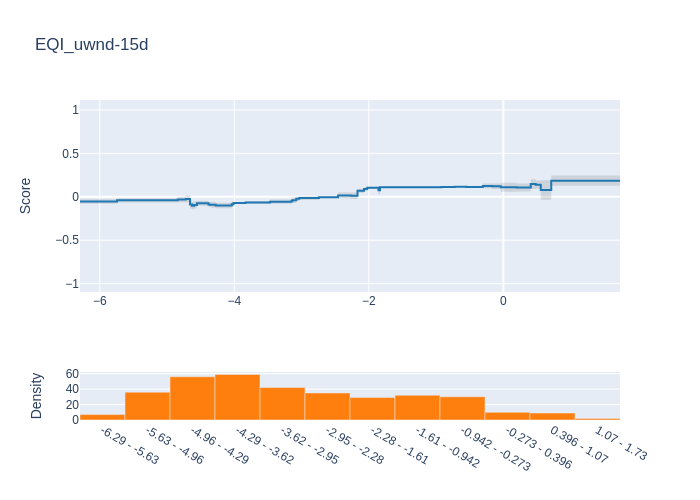 EQI_uwnd-15d
Score
1
0.5
0
−0.5
−1
−6
−4
−2
0
Density
60
40
20
0
-6.29 - -5.63
-5.63 - -4.96
-4.96 - -4.29
-4.29 - -3.62
-3.62 - -2.95
-2.95 - -2.28
-2.28 - -1.61
-1.61 - -0.942
-0.942 - -0.273
-0.273 - 0.396
0.396 - 1.07
1.07 - 1.73